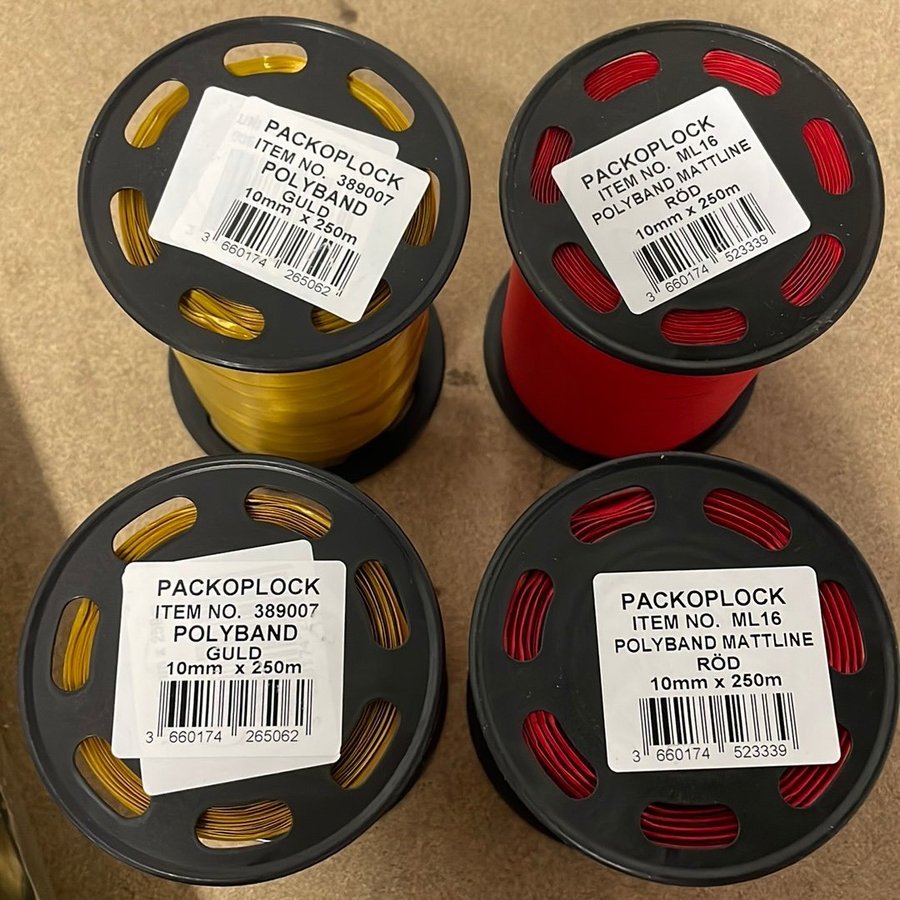 PACKOPLOCK
ITEM NO. 389007
POLYBAND
GULD
10mm x 250m
3 660174 265062
PACKOPLOCK
ITEM NO. ML16
POLYBAND MATTLINE
RÖD
10mm x 250m
3 660174 523339
PACKOPLOCK
ITEM NO. 389007
POLYBAND
GULD
10mm x 250m
3 660174 265062
PACKOPLOCK
ITEM NO. ML16
POLYBAND MATTLINE
RÖD
10mm x 250m
3 660174 523339